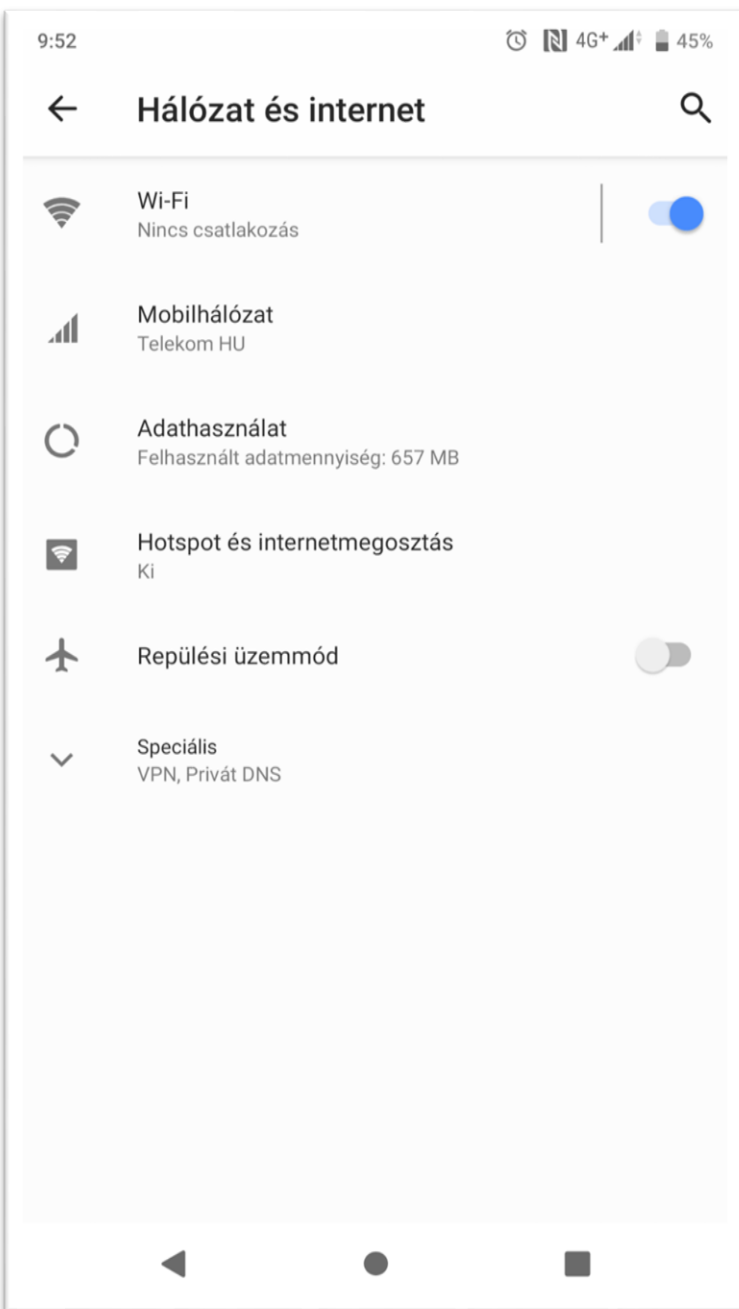 9:52 4G+ 45%
Hálózat és internet
Wi-Fi
Nincs csatlakozás
Mobilhálózat
Telekom HU
Adathasználat
Felhasznált adatmennyiség: 657 MB
Hotspot és internetmegosztás
Ki
Repülési üzemmód
Speciális
VPN, Privát DNS